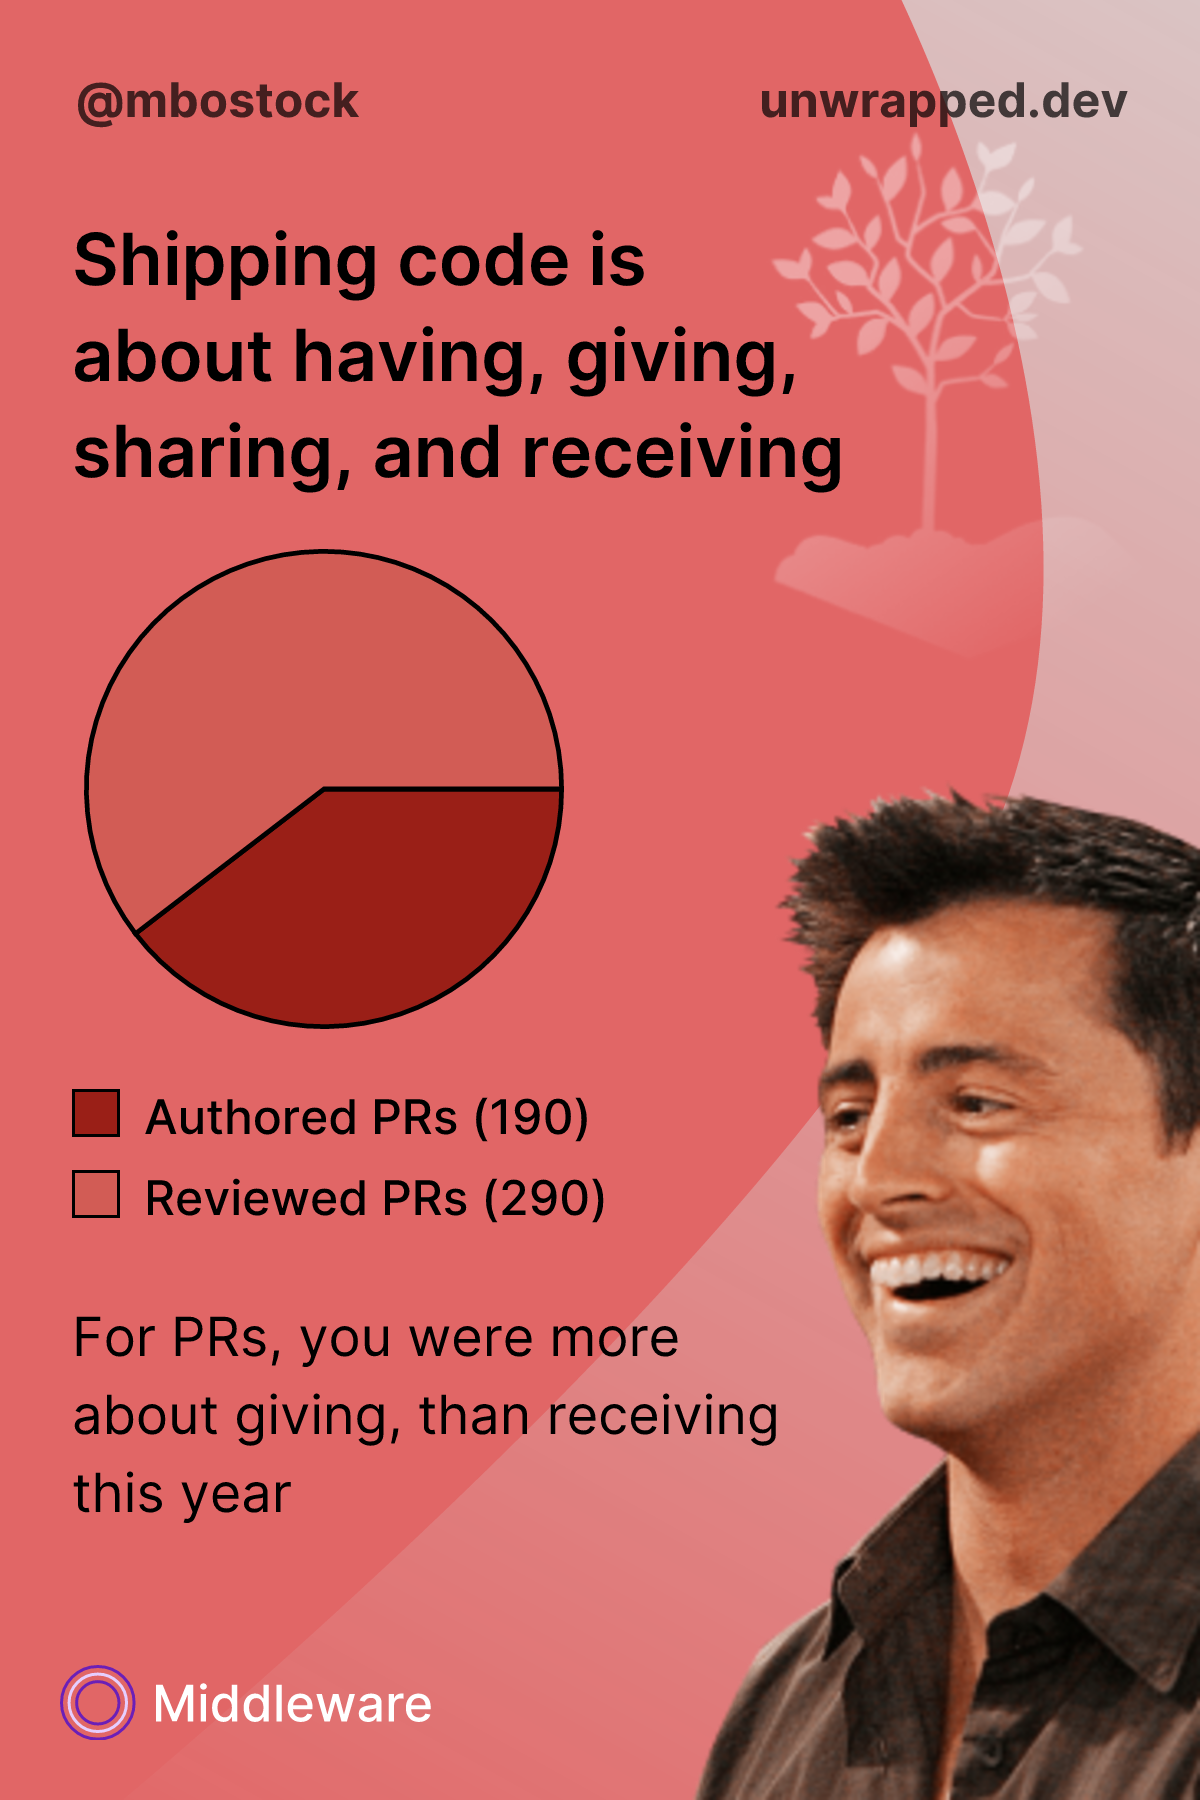 @mbostock
unwrapped.dev
Shipping code is
about having, giving,
sharing, and receiving
Authored PRs (190)
Reviewed PRs (290)
For PRs, you were more
about giving, than receiving
this year
Middleware